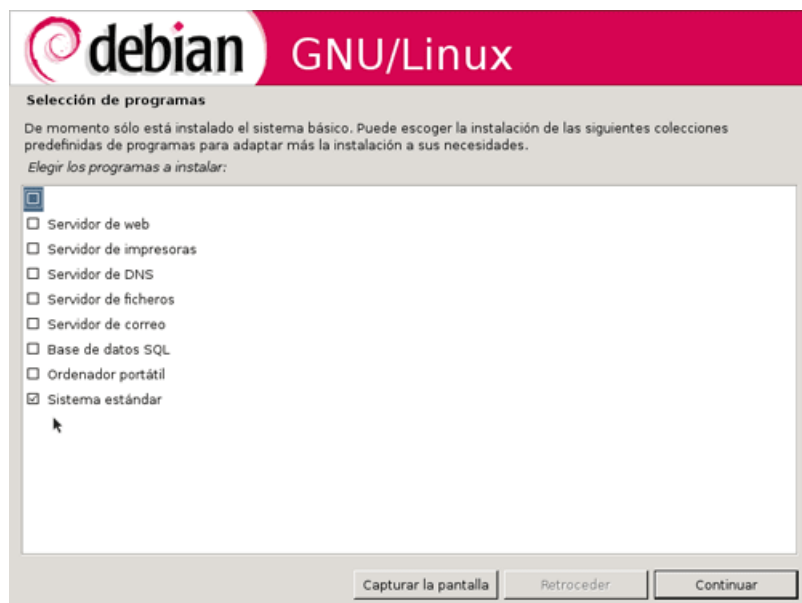 debian GNU/Linux
Selección de programas
De momento sólo está instalado el sistema básico. Puede escoger la instalación de las siguientes colecciones
predefinidas de programas para adaptar más la instalación a sus necesidades.
Elegir los programas a instalar:
Servidor de web
Servidor de impresoras
Servidor de DNS
Servidor de ficheros
Servidor de correo
Base de datos SQL
Ordenador portátil
Sistema estándar
Capturar la pantalla Retroceder Continuar